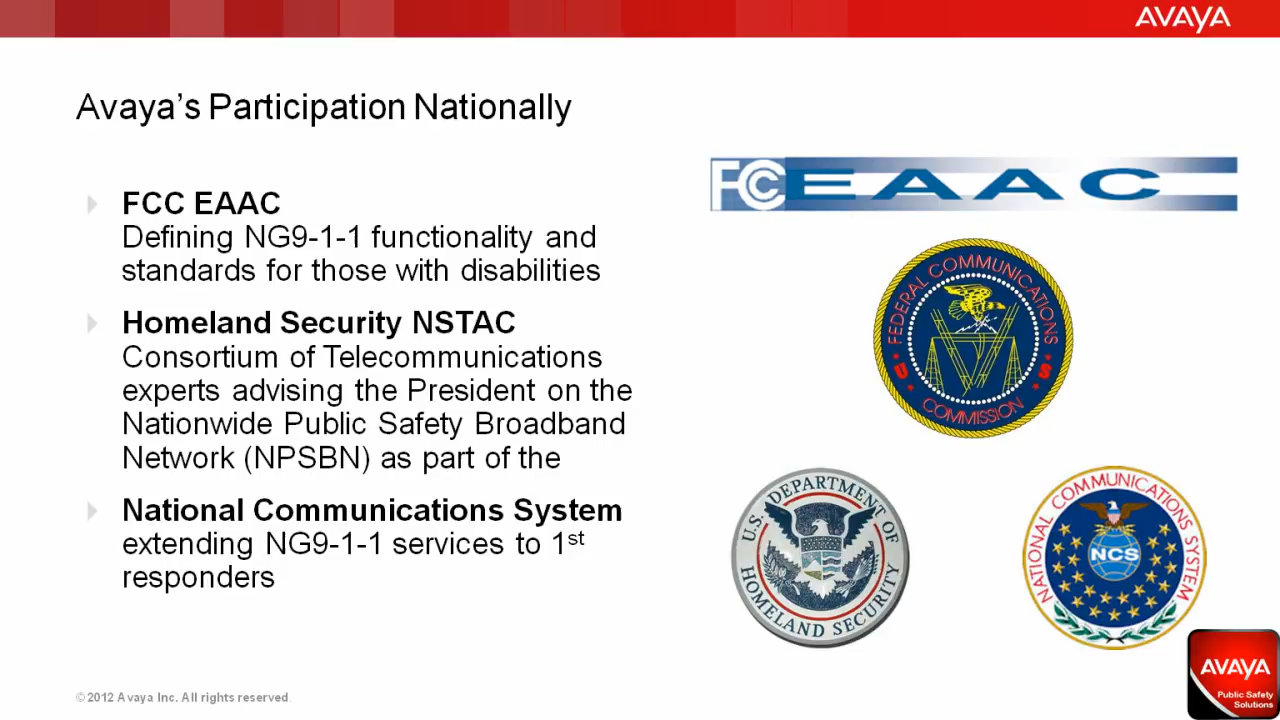 AVAYA
Avaya’s Participation Nationally
FCC EAAC
Defining NG9-1-1 functionality and
standards for those with disabilities
Homeland Security NSTAC
Consortium of Telecommunications
experts advising the President on the
Nationwide Public Safety Broadband
Network (NPSBN) as part of the
National Communications System
extending NG9-1-1 services to 1st
responders
FCC EAAC
FEDERAL COMMUNICATIONS
U S
COMMISSION
U.S. DEPARTMENT OF
HOMELAND SECURITY
NATIONAL COMMUNICATIONS SYSTEM
NCS
AVAYA
Public Safety
Solutions
© 2012 Avaya Inc. All rights reserved.